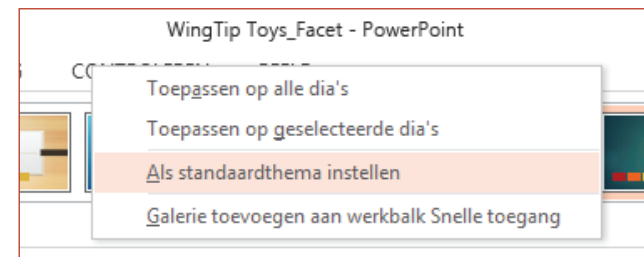 WingTip Toys_Facet - PowerPoint
Toepassen op alle dia's
Toepassen op geselecteerde dia's
Als standaardthema instellen
Galerie toevoegen aan werkbalk Snelle toegang